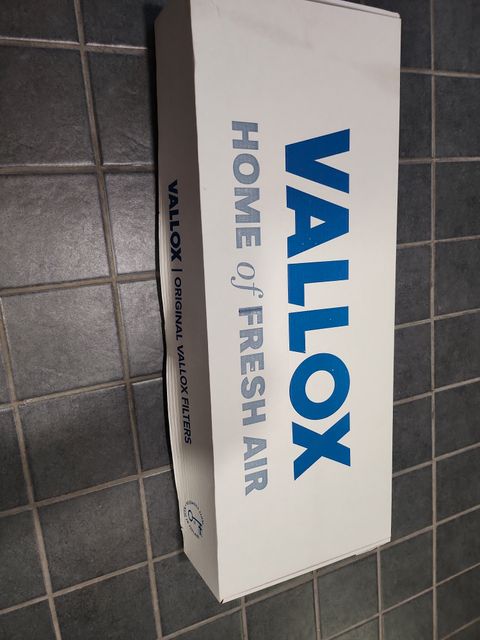 VALLOX
HOME of FRESH AIR
VALLOX | ORIGINAL VALLOX FILTERS